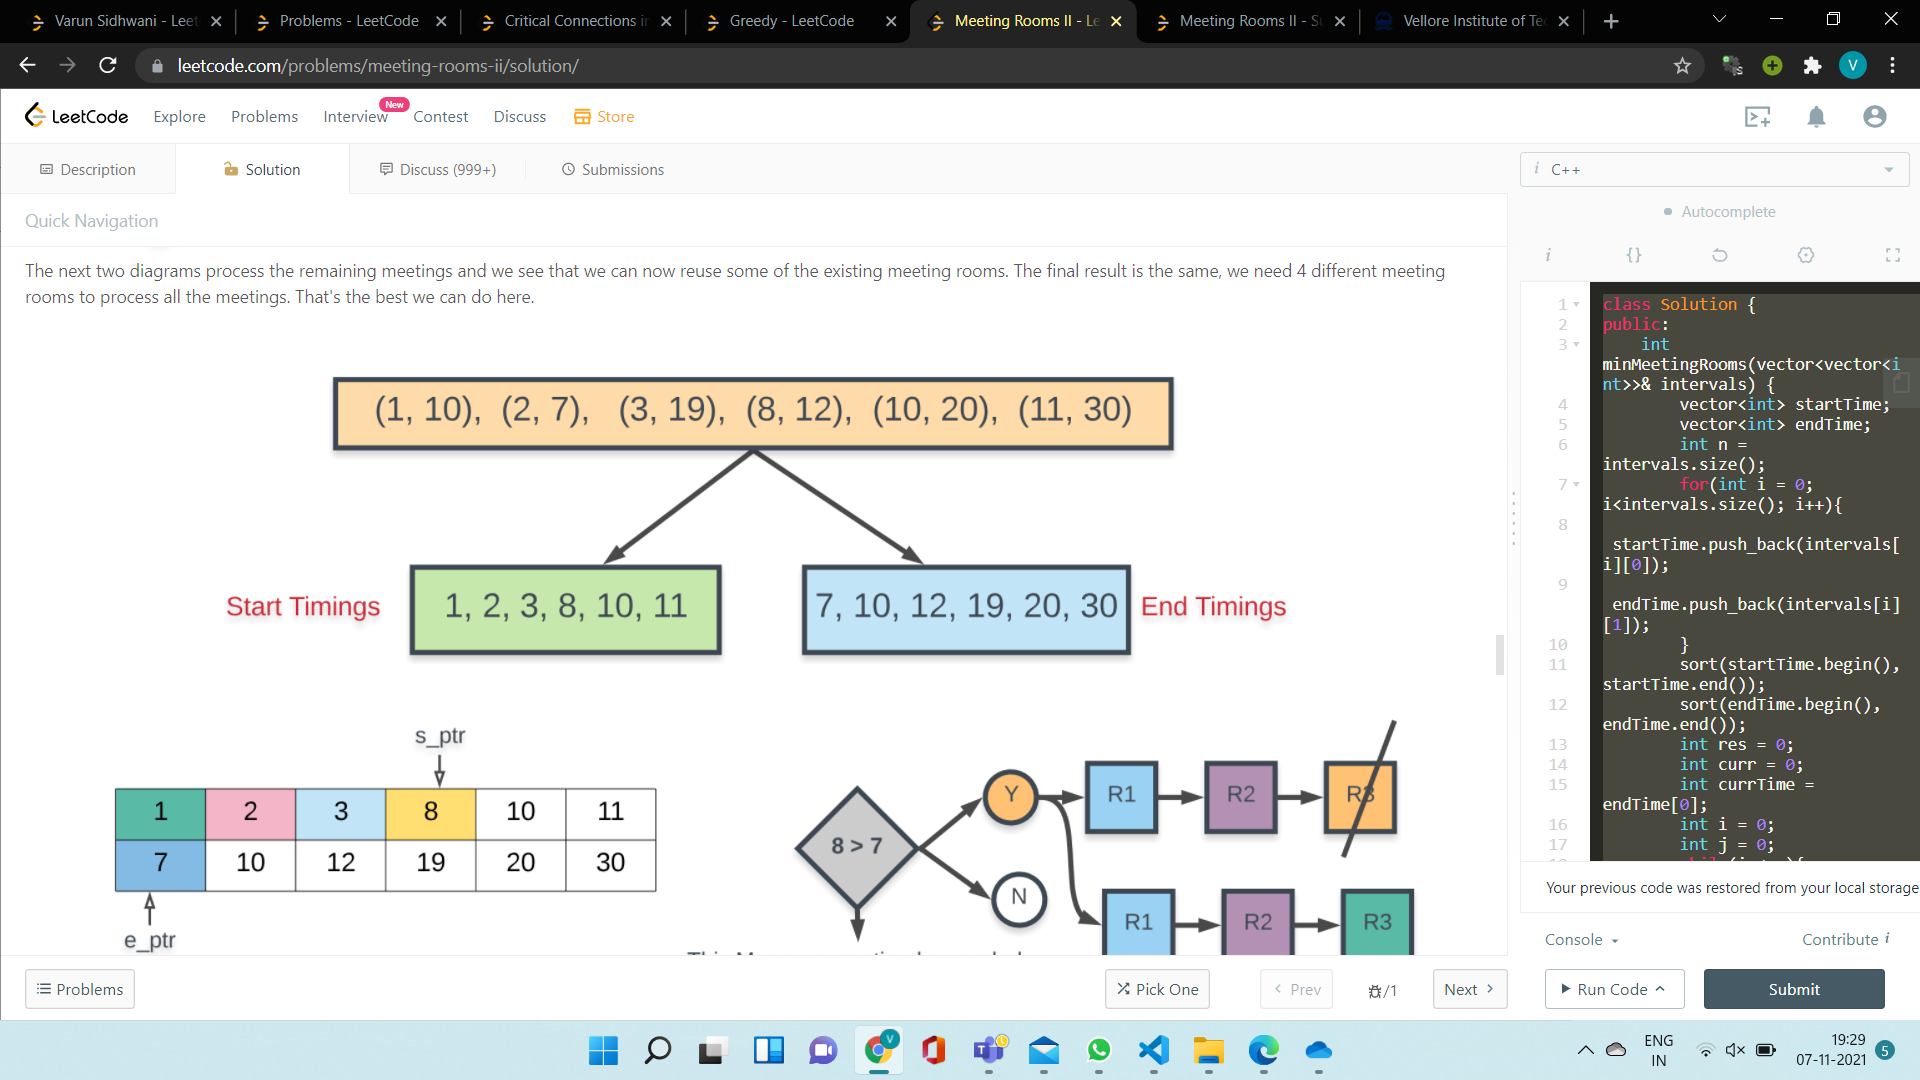 Varun Sidhwani - Leet
Problems - LeetCode
Critical Connections in
Greedy - LeetCode
Meeting Rooms II - Le
Meeting Rooms II - Su
Vellore Institute of Tec
leetcode.com/problems/meeting-rooms-ii/solution/
V
LeetCode
Explore
Problems
Interview
New
Contest
Discuss
Store
Description
Solution
Discuss (999+)
Submissions
i C++
Quick Navigation
Autocomplete
i {}
The next two diagrams process the remaining meetings and we see that we can now reuse some of the existing meeting rooms. The final result is the same, we need 4 different meeting
rooms to process all the meetings. That's the best we can do here.
(1, 10), (2, 7), (3, 19), (8, 12), (10, 20), (11, 30)
Start Timings
1, 2, 3, 8, 10, 11
7, 10, 12, 19, 20, 30
End Timings
s_ptr
1 2 3 8 10 11
7 10 12 19 20 30
e_ptr
8 > 7
Y
N
R1 R2 R3
R1 R2 R3
1 class Solution {
2 public:
3 int
minMeetingRooms(vector<vector<i
nt>>& intervals) {
4 vector<int> startTime;
5 vector<int> endTime;
6 int n =
intervals.size();
7 for(int i = 0;
i<intervals.size(); i++){
8
startTime.push_back(intervals[
i][0]);
9
endTime.push_back(intervals[i]
[1]);
10 }
11 sort(startTime.begin(),
startTime.end());
12 sort(endTime.begin(),
endTime.end());
13 int res = 0;
14 int curr = 0;
15 int currTime =
endTime[0];
16 int i = 0;
17 int j = 0;
Your previous code was restored from your local storage
Console
Contribute i
Problems
Pick One
Prev
/1
Next
Run Code
Submit
V
ENG
IN
19:29
07-11-2021
5